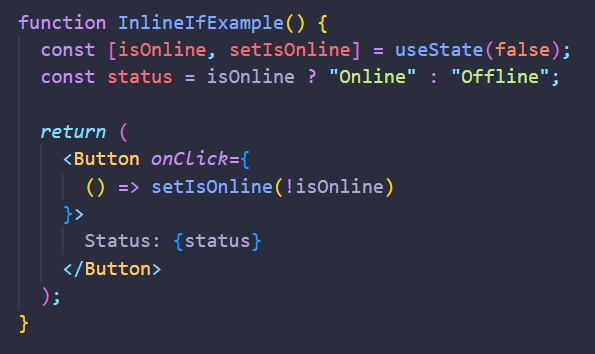 function InlineIfExample() {
  const [isOnline, setIsOnline] = useState(false);
  const status = isOnline ? "Online" : "Offline";

  return (
    <Button onClick={
      () => setIsOnline(!isOnline)
    }>
      Status: {status}
    </Button>
  );
}